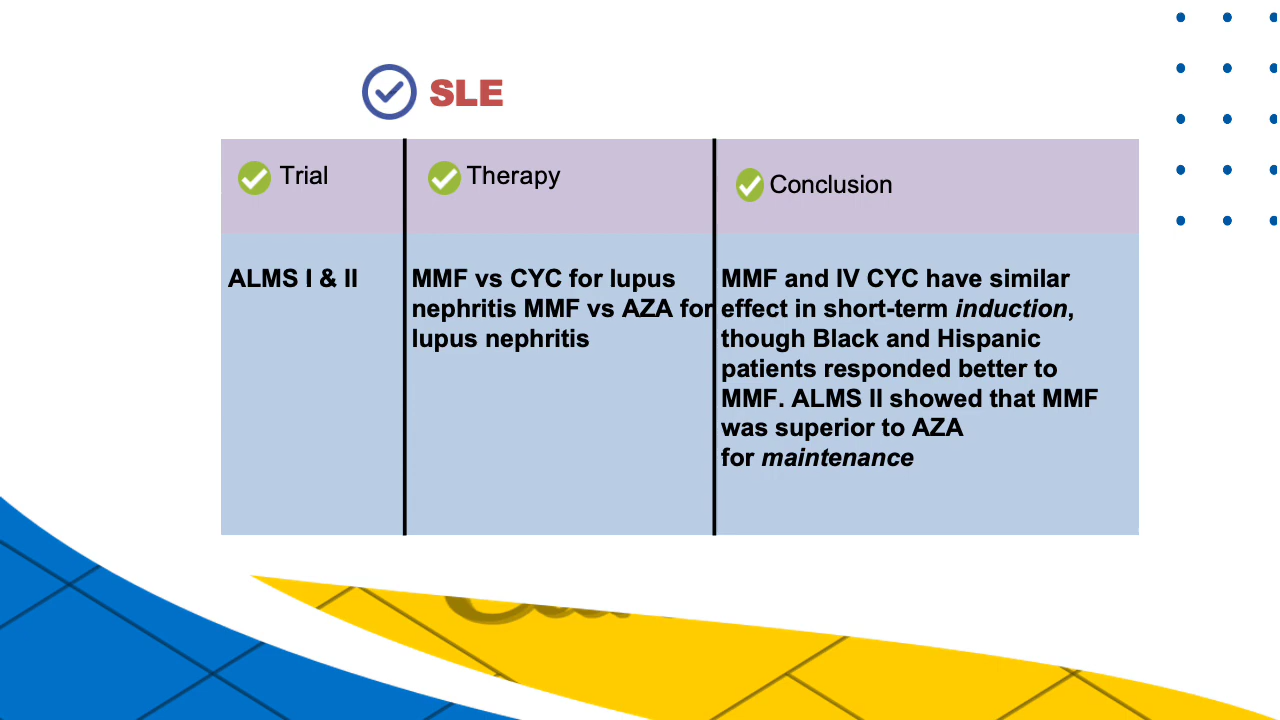 SLE
Trial
Therapy
Conclusion
ALMS I & II
MMF vs CYC for lupus
nephritis MMF vs AZA for
lupus nephritis
MMF and IV CYC have similar
effect in short-term induction,
though Black and Hispanic
patients responded better to
MMF. ALMS II showed that MMF
was superior to AZA
for maintenance